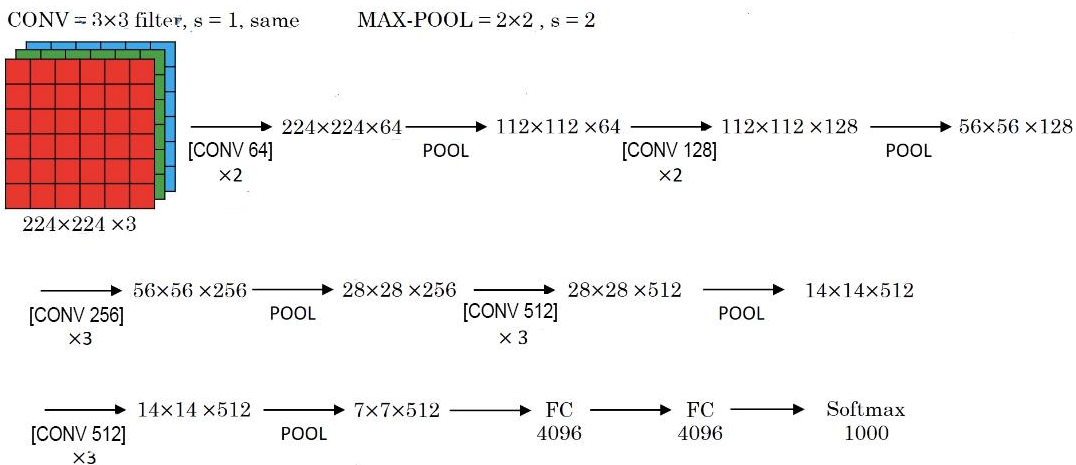 CONV = 3×3 filter, s = 1, same MAX-POOL = 2×2 , s = 2
224×224×64 112×112 ×64 112×112 ×128 56×56 ×128
[CONV 64] POOL [CONV 128] POOL
×2 ×2
224×224 ×3
56×56 ×256 28×28 ×256 28×28 ×512 14×14×512
[CONV 256] POOL [CONV 512] POOL
×3 × 3
14×14 ×512 7×7×512 FC FC Softmax
[CONV 512] POOL 4096 4096 1000
×3